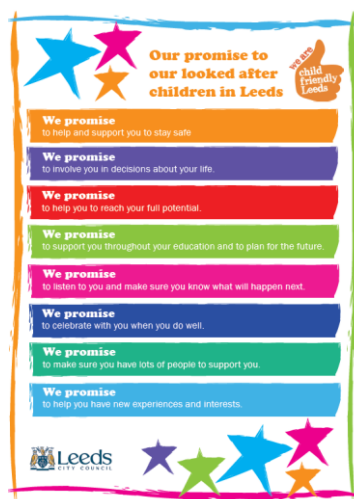 Our promise to
our looked after
children in Leeds
we are
child
friendly
Leeds
We promise
to help and support you to stay safe
We promise
to involve you in decisions about your life.
We promise
to help you to reach your full potential.
We promise
to support you throughout your education and to plan for the future.
We promise
to listen to you and make sure you know what will happen next.
We promise
to celebrate with you when you do well.
We promise
to make sure you have lots of people to support you.
We promise
to help you have new experiences and interests.
Leeds
CITY COUNCIL